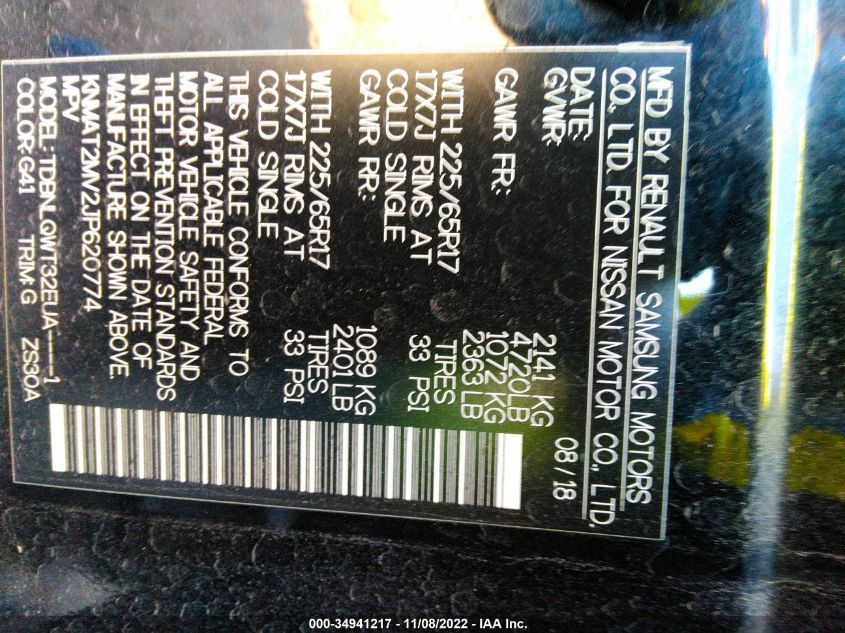 MFD BY RENAULT SAMSUNG MOTORS
CO., LTD. FOR NISSAN MOTOR CO., LTD.
DATE: 08/18
GVWR: 2141 KG
4720LB
GAWR FR: 1072 KG
2363 LB
WITH 225/65R17 TIRES
17X7J RIMS AT 33 PSI
COLD SINGLE
GAWR RR: 1089 KG
2401 LB
WITH 225/65R17 TIRES
17X7J RIMS AT 33 PSI
COLD SINGLE
THIS VEHICLE CONFORMS TO
ALL APPLICABLE FEDERAL
MOTOR VEHICLE SAFETY AND
THEFT PREVENTION STANDARDS
IN EFFECT ON THE DATE OF
MANUFACTURE SHOWN ABOVE.
KNMAT2MV2JP620774
MPV
MODEL: TDBNLQWT32EUA----1
COLOR: G41 TRIM: G ZS30A
000-34941217 - 11/08/2022 - IAA Inc.